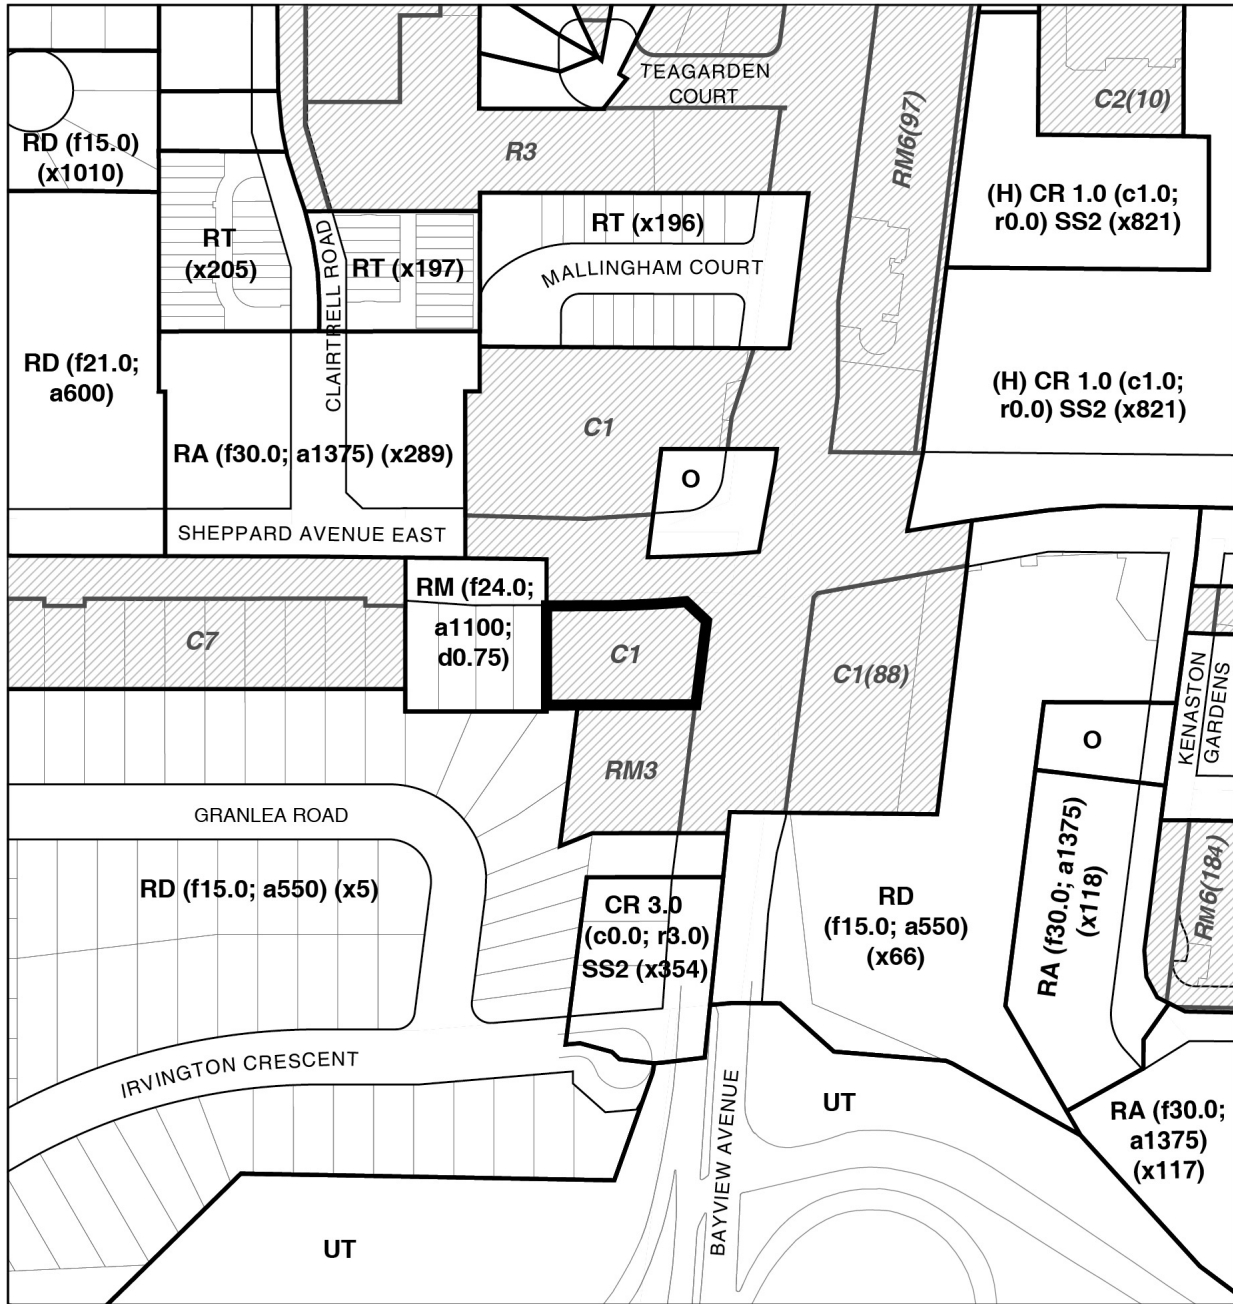 TEAGARDEN
COURT
C2(10)
RM6(97)
RD (f15.0)
(x1010)
R3
(H) CR 1.0 (c1.0;
r0.0) SS2 (x821)
RT
(x205)
RT (x196)
RT (x197)
MALLINGHAM COURT
CLAIRTRELL ROAD
RD (f21.0;
a600)
(H) CR 1.0 (c1.0;
r0.0) SS2 (x821)
C1
RA (f30.0; a1375) (x289)
O
SHEPPARD AVENUE EAST
RM (f24.0;
a1100;
d0.75)
C7
C1
C1(88)
KENASTON
GARDENS
O
RM3
GRANLEA ROAD
RD (f15.0; a550) (x5)
CR 3.0
(c0.0; r3.0)
SS2 (x354)
RD
(f15.0; a550)
(x66)
RA (f30.0; a1375)
(x118)
RM6(184)
IRVINGTON CRESCENT
BAYVIEW AVENUE
UT
RA (f30.0;
a1375)
(x117)
UT